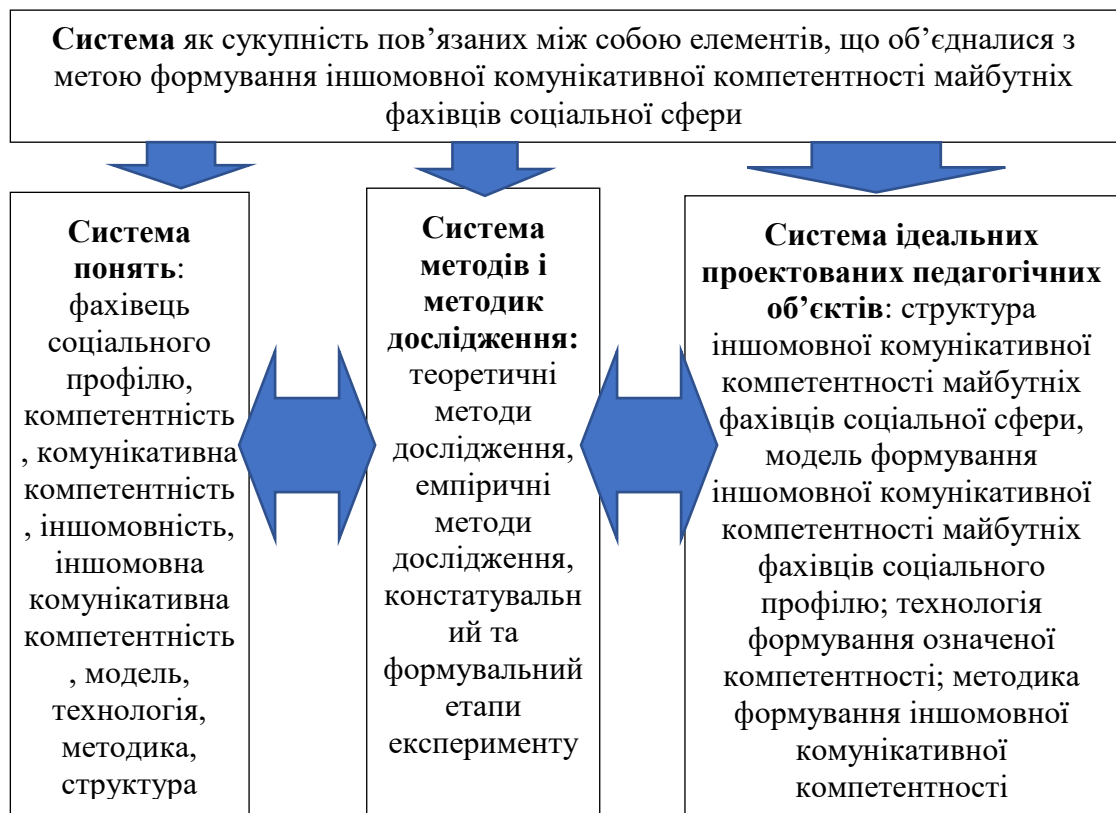 Система як сукупність пов’язаних між собою елементів, що об’єдналися з
метою формування іншомовної комунікативної компетентності майбутніх
фахівців соціальної сфери
Система
понять:
фахівець
соціального
профілю,
компетентність
, комунікативна
компетентність
, іншомовність,
іншомовна
комунікативна
компетентність
, модель,
технологія,
методика,
структура
Система
методів і
методик
дослідження:
теоретичні
методи
дослідження,
емпіричні
методи
дослідження,
констатувальн
ий та
формувальний
етапи
експерименту
Система ідеальних
проектованих педагогічних
об’єктів: структура
іншомовної комунікативної
компетентності майбутніх
фахівців соціальної сфери,
модель формування
іншомовної комунікативної
компетентності майбутніх
фахівців соціального
профілю; технологія
формування означеної
компетентності; методика
формування іншомовної
комунікативної
компетентності